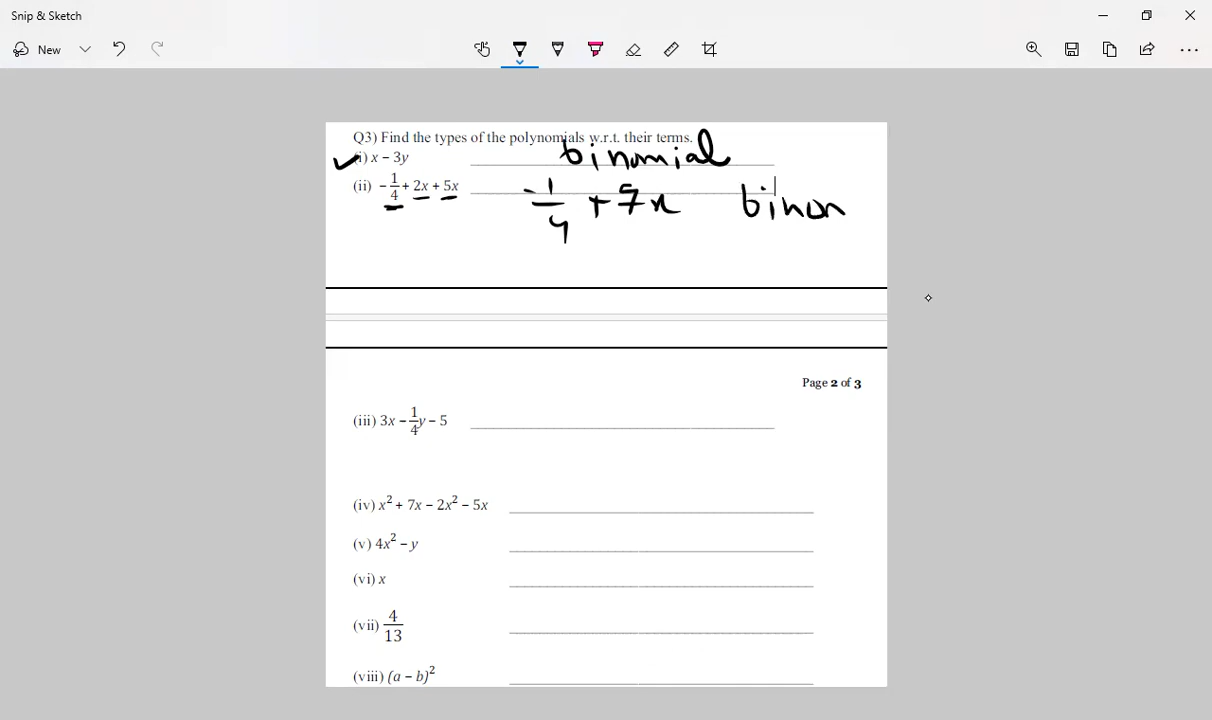 Snip & Sketch
New
Q3) Find the types of the polynomials w.r.t. their terms.
(i) x − 3y binomial
(ii) − 1/4 + 2x + 5x -1/4 + 7x binon
Page 2 of 3
(iii) 3x − 1/4 y − 5
(iv) x² + 7x − 2x² − 5x
(v) 4x² − y
(vi) x
(vii) 4/13
(viii) (a − b)²